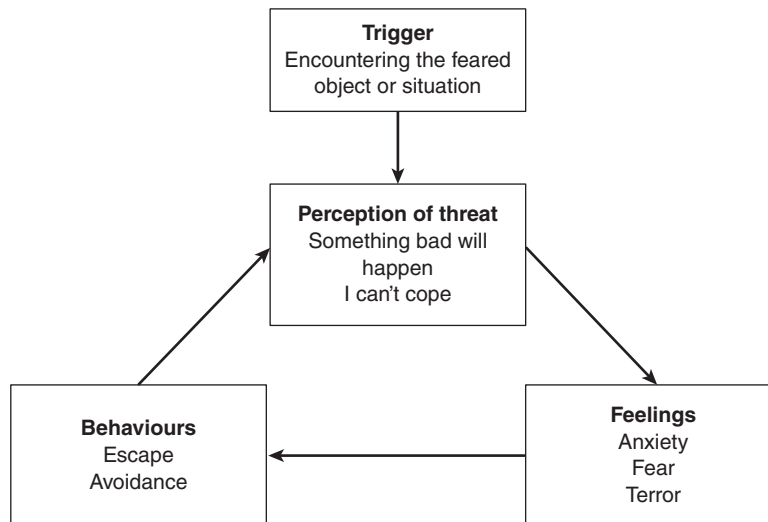 Trigger
Encountering the feared
object or situation
Perception of threat
Something bad will
happen
I can't cope
Behaviours
Escape
Avoidance
Feelings
Anxiety
Fear
Terror